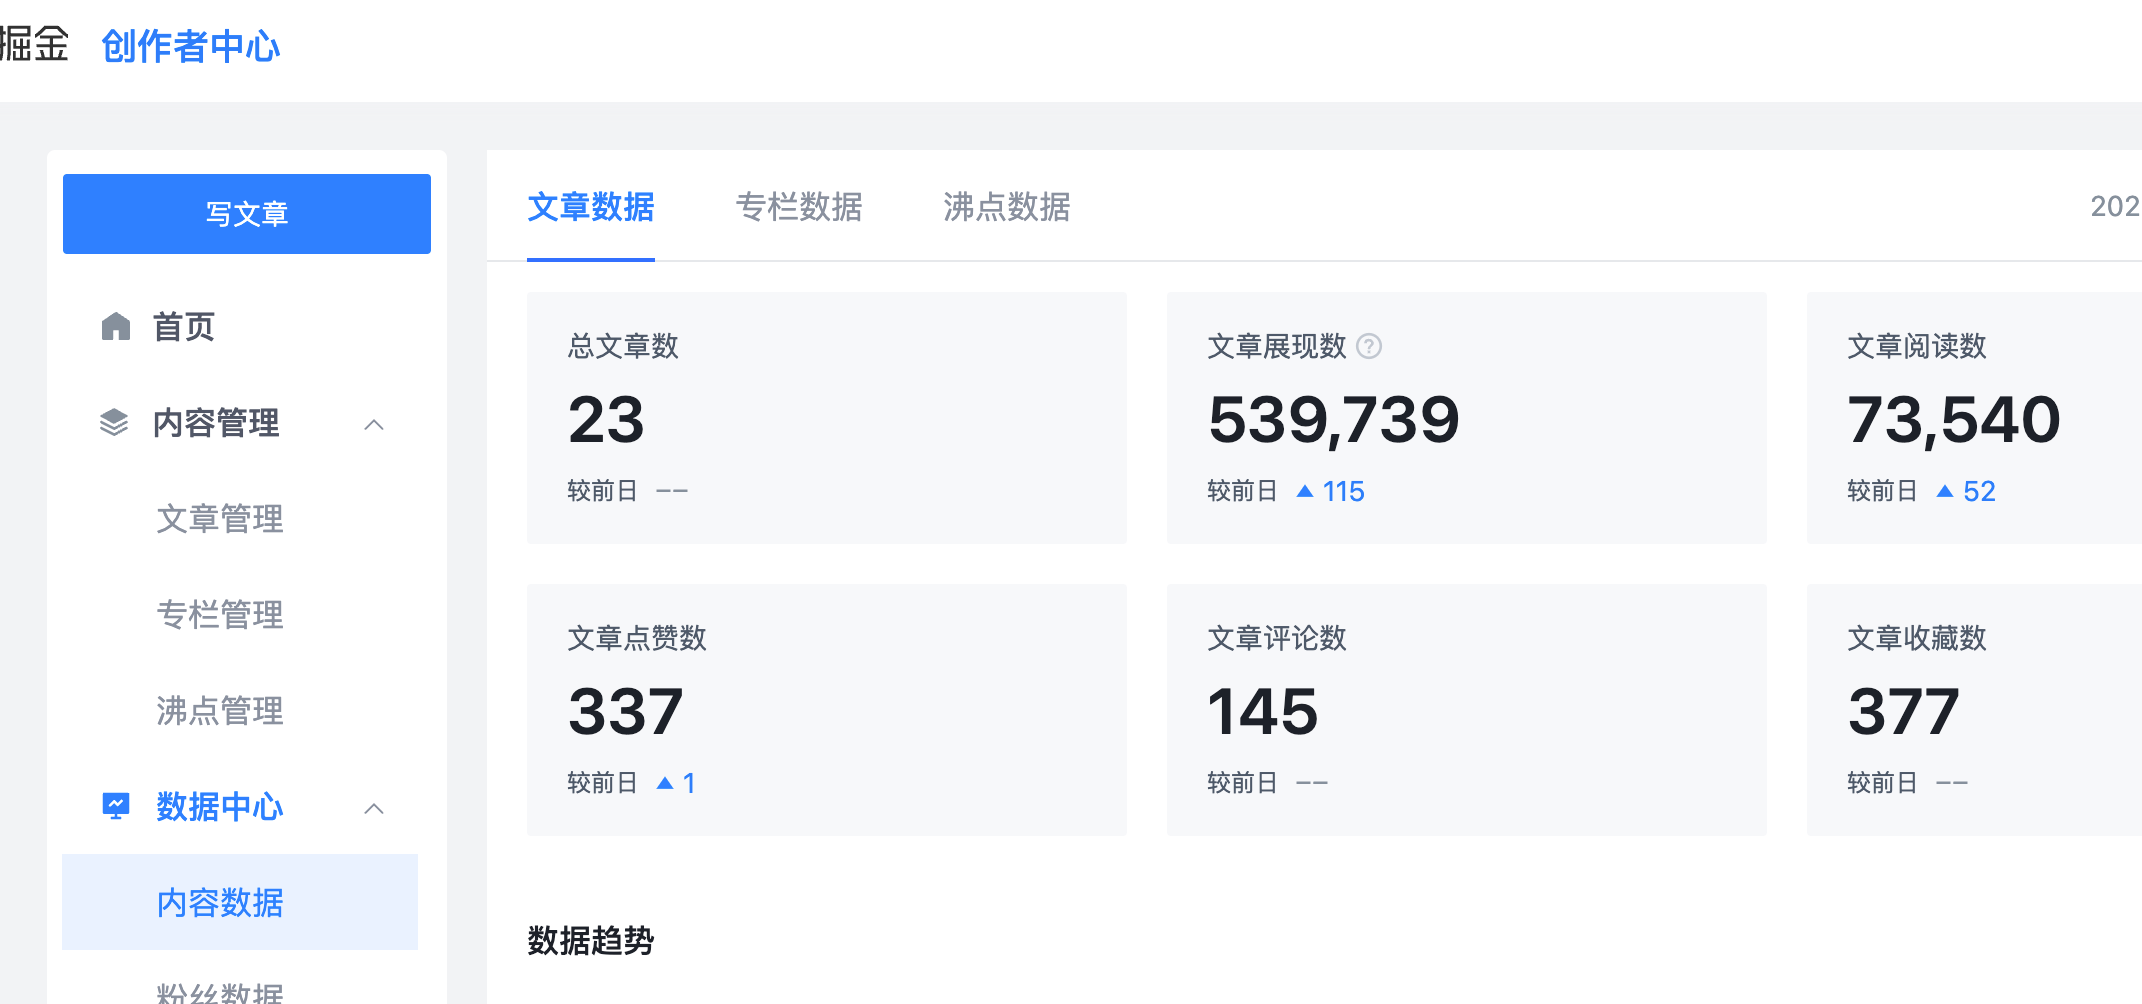 掘金 创作者中心
写文章
首页
内容管理
文章管理
专栏管理
沸点管理
数据中心
内容数据
粉丝数据
文章数据 专栏数据 沸点数据 202
总文章数
23
较前日 --
文章展现数 ?
539,739
较前日 ▲ 115
文章阅读数
73,540
较前日 ▲ 52
文章点赞数
337
较前日 ▲ 1
文章评论数
145
较前日 --
文章收藏数
377
较前日 --
数据趋势